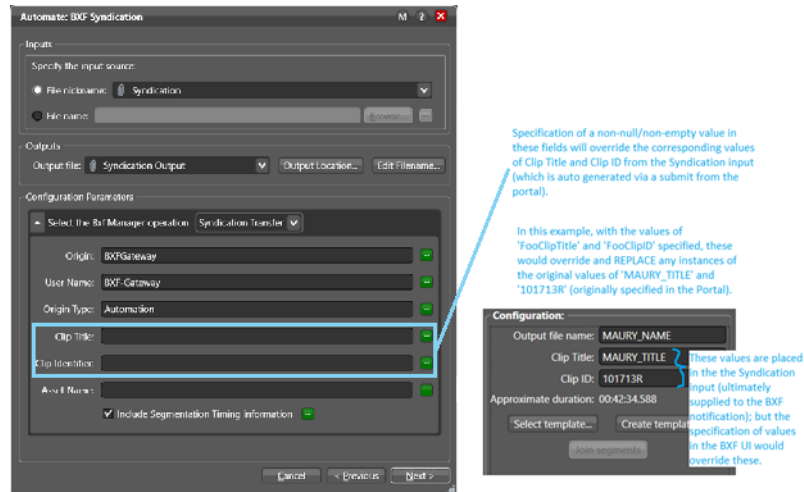 Automate: BXF Syndication M ? X
Inputs
Specify the input source:
File nickname: Syndication
File name: Browse... ...
Outputs
Output file: Syndication Output Output Location... Edit Filename...
Configuration Parameters
Select the Bxf Manager operation Syndication Transfer
Origin: BXFGateway
User Name: BXF-Gateway
Origin Type: Automation
Clip Title:
Clip Identifier:
Asset Name:
Include Segmentation Timing information
Cancel < Previous Next >
Specification of a non-null/non-empty value in
these fields will override the corresponding values
of Clip Title and Clip ID from the Syndication input
(which is auto generated via a submit from the
portal).
In this example, with the values of
'FooClipTitle' and 'FooClipID' specified, these
would override and REPLACE any instances of
the original values of 'MAURY_TITLE' and
'101713R' (originally specified in the Portal).
Configuration:
Output file name: MAURY_NAME
Clip Title: MAURY_TITLE
Clip ID: 101713R
Approximate duration: 00:42:34.588
Select template... Create templat
Join segments
These values are placed
in the the Syndication
input (ultimately
supplied to the BXF
notification); but the
specification of values
in the BXF UI would
override these.